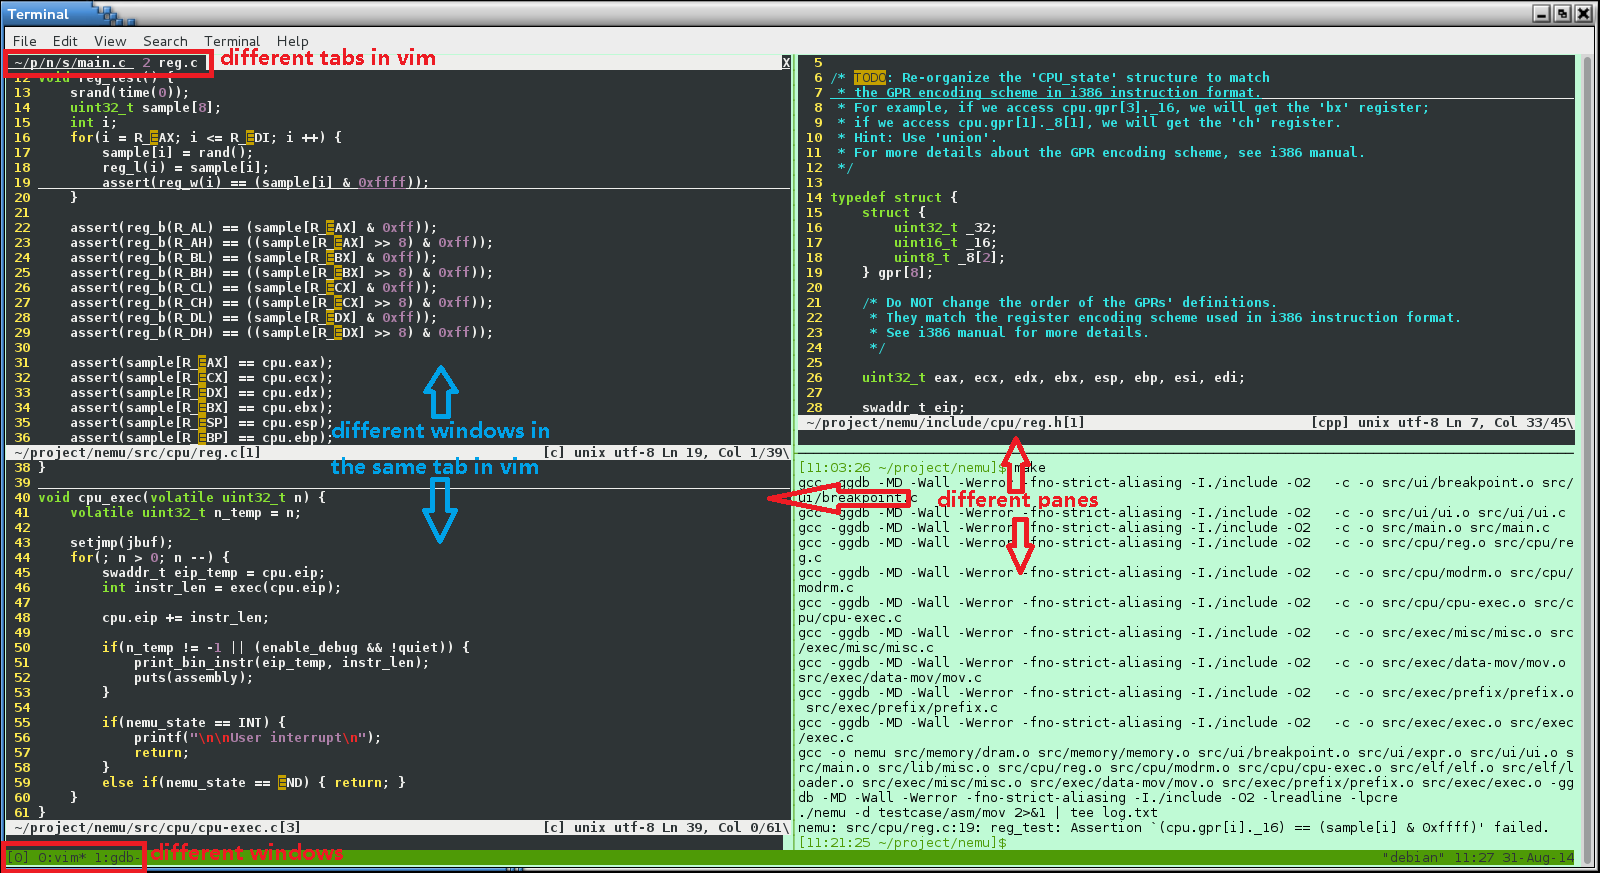 Terminal
File Edit View Search Terminal Help
~/p/n/s/main.c 2 reg.c X
different tabs in vim
12 void reg_test() {
13     srand(time(0));
14     uint32_t sample[8];
15     int i;
16     for(i = R_EAX; i <= R_EDI; i ++) {
17         sample[i] = rand();
18         reg_l(i) = sample[i];
19         assert(reg_w(i) == (sample[i] & 0xffff));
20     }
21
22     assert(reg_b(R_AL) == (sample[R_EAX] & 0xff));
23     assert(reg_b(R_AH) == ((sample[R_EAX] >> 8) & 0xff));
24     assert(reg_b(R_BL) == (sample[R_EBX] & 0xff));
25     assert(reg_b(R_BH) == ((sample[R_EBX] >> 8) & 0xff));
26     assert(reg_b(R_CL) == (sample[R_ECX] & 0xff));
27     assert(reg_b(R_CH) == ((sample[R_ECX] >> 8) & 0xff));
28     assert(reg_b(R_DL) == (sample[R_EDX] & 0xff));
29     assert(reg_b(R_DH) == ((sample[R_EDX] >> 8) & 0xff));
30
31     assert(sample[R_EAX] == cpu.eax);
32     assert(sample[R_ECX] == cpu.ecx);
33     assert(sample[R_EDX] == cpu.edx);
34     assert(sample[R_EBX] == cpu.ebx);
35     assert(sample[R_ESP] == cpu.esp);
36     assert(sample[R_EBP] == cpu.ebp);
different windows in
the same tab in vim
~/project/nemu/src/cpu/reg.c[1] [c] unix utf-8 Ln 19, Col 1/39\
38 }
39
40 void cpu_exec(volatile uint32_t n) {
41     volatile uint32_t n_temp = n;
42
43     setjmp(jbuf);
44     for(; n > 0; n --) {
45         swaddr_t eip_temp = cpu.eip;
46         int instr_len = exec(cpu.eip);
47
48         cpu.eip += instr_len;
49
50         if(n_temp != -1 || (enable_debug && !quiet)) {
51             print_bin_instr(eip_temp, instr_len);
52             puts(assembly);
53         }
54
55         if(nemu_state == INT) {
56             printf("\n\nUser interrupt\n");
57             return;
58         }
59         else if(nemu_state == END) { return; }
60     }
61 }
~/project/nemu/src/cpu/cpu-exec.c[3] [c] unix utf-8 Ln 39, Col 0/61\
5
6 /* TODO: Re-organize the `CPU_state' structure to match
7  * the GPR encoding scheme in i386 instruction format.
8  * For example, if we access cpu.gpr[3]._16, we will get the `bx' register;
9  * if we access cpu.gpr[1]._8[1], we will get the 'ch' register.
10  * Hint: Use `union'.
11  * For more details about the GPR encoding scheme, see i386 manual.
12  */
13
14 typedef struct {
15     struct {
16         uint32_t _32;
17         uint16_t _16;
18         uint8_t _8[2];
19     } gpr[8];
20
21     /* Do NOT change the order of the GPRs' definitions.
22      * They match the register encoding scheme used in i386 instruction format.
23      * See i386 manual for more details.
24      */
25
26     uint32_t eax, ecx, edx, ebx, esp, ebp, esi, edi;
27
28     swaddr_t eip;
~/project/nemu/include/cpu/reg.h[1] [cpp] unix utf-8 Ln 7, Col 33/45\
[11:03:26 ~/project/nemu]$ make
gcc -ggdb -MD -Wall -Werror -fno-strict-aliasing -I./include -O2   -c -o src/ui/breakpoint.o src/
ui/breakpoint.c
different panes
gcc -ggdb -MD -Wall -Werror -fno-strict-aliasing -I./include -O2   -c -o src/ui/ui.o src/ui/ui.c
gcc -ggdb -MD -Wall -Werror -fno-strict-aliasing -I./include -O2   -c -o src/main.o src/main.c
gcc -ggdb -MD -Wall -Werror -fno-strict-aliasing -I./include -O2   -c -o src/cpu/reg.o src/cpu/re
g.c
gcc -ggdb -MD -Wall -Werror -fno-strict-aliasing -I./include -O2   -c -o src/cpu/modrm.o src/cpu/
modrm.c
gcc -ggdb -MD -Wall -Werror -fno-strict-aliasing -I./include -O2   -c -o src/cpu/cpu-exec.o src/c
pu/cpu-exec.c
gcc -ggdb -MD -Wall -Werror -fno-strict-aliasing -I./include -O2   -c -o src/exec/misc/misc.o src
/exec/misc/misc.c
gcc -ggdb -MD -Wall -Werror -fno-strict-aliasing -I./include -O2   -c -o src/exec/data-mov/mov.o
src/exec/data-mov/mov.c
gcc -ggdb -MD -Wall -Werror -fno-strict-aliasing -I./include -O2   -c -o src/exec/prefix/prefix.o
 src/exec/prefix/prefix.c
gcc -ggdb -MD -Wall -Werror -fno-strict-aliasing -I./include -O2   -c -o src/exec/exec.o src/exec
/exec.c
gcc -o nemu src/memory/dram.o src/memory/memory.o src/ui/breakpoint.o src/ui/expr.o src/ui/ui.o s
rc/main.o src/lib/misc.o src/cpu/reg.o src/cpu/modrm.o src/cpu/cpu-exec.o src/elf/elf.o src/elf/l
oader.o src/exec/misc/misc.o src/exec/data-mov/mov.o src/exec/prefix/prefix.o src/exec/exec.o -gg
db -MD -Wall -Werror -fno-strict-aliasing -I./include -O2 -lreadline -lpcre
./nemu -d testcase/asm/mov 2>&1 | tee log.txt
nemu: src/cpu/reg.c:19: reg_test: Assertion `(cpu.gpr[i]._16) == (sample[i] & 0xffff)' failed.
[11:21:25 ~/project/nemu]$
[0] 0:vim* 1:gdb-
different windows
"debian" 11:27 31-Aug-14